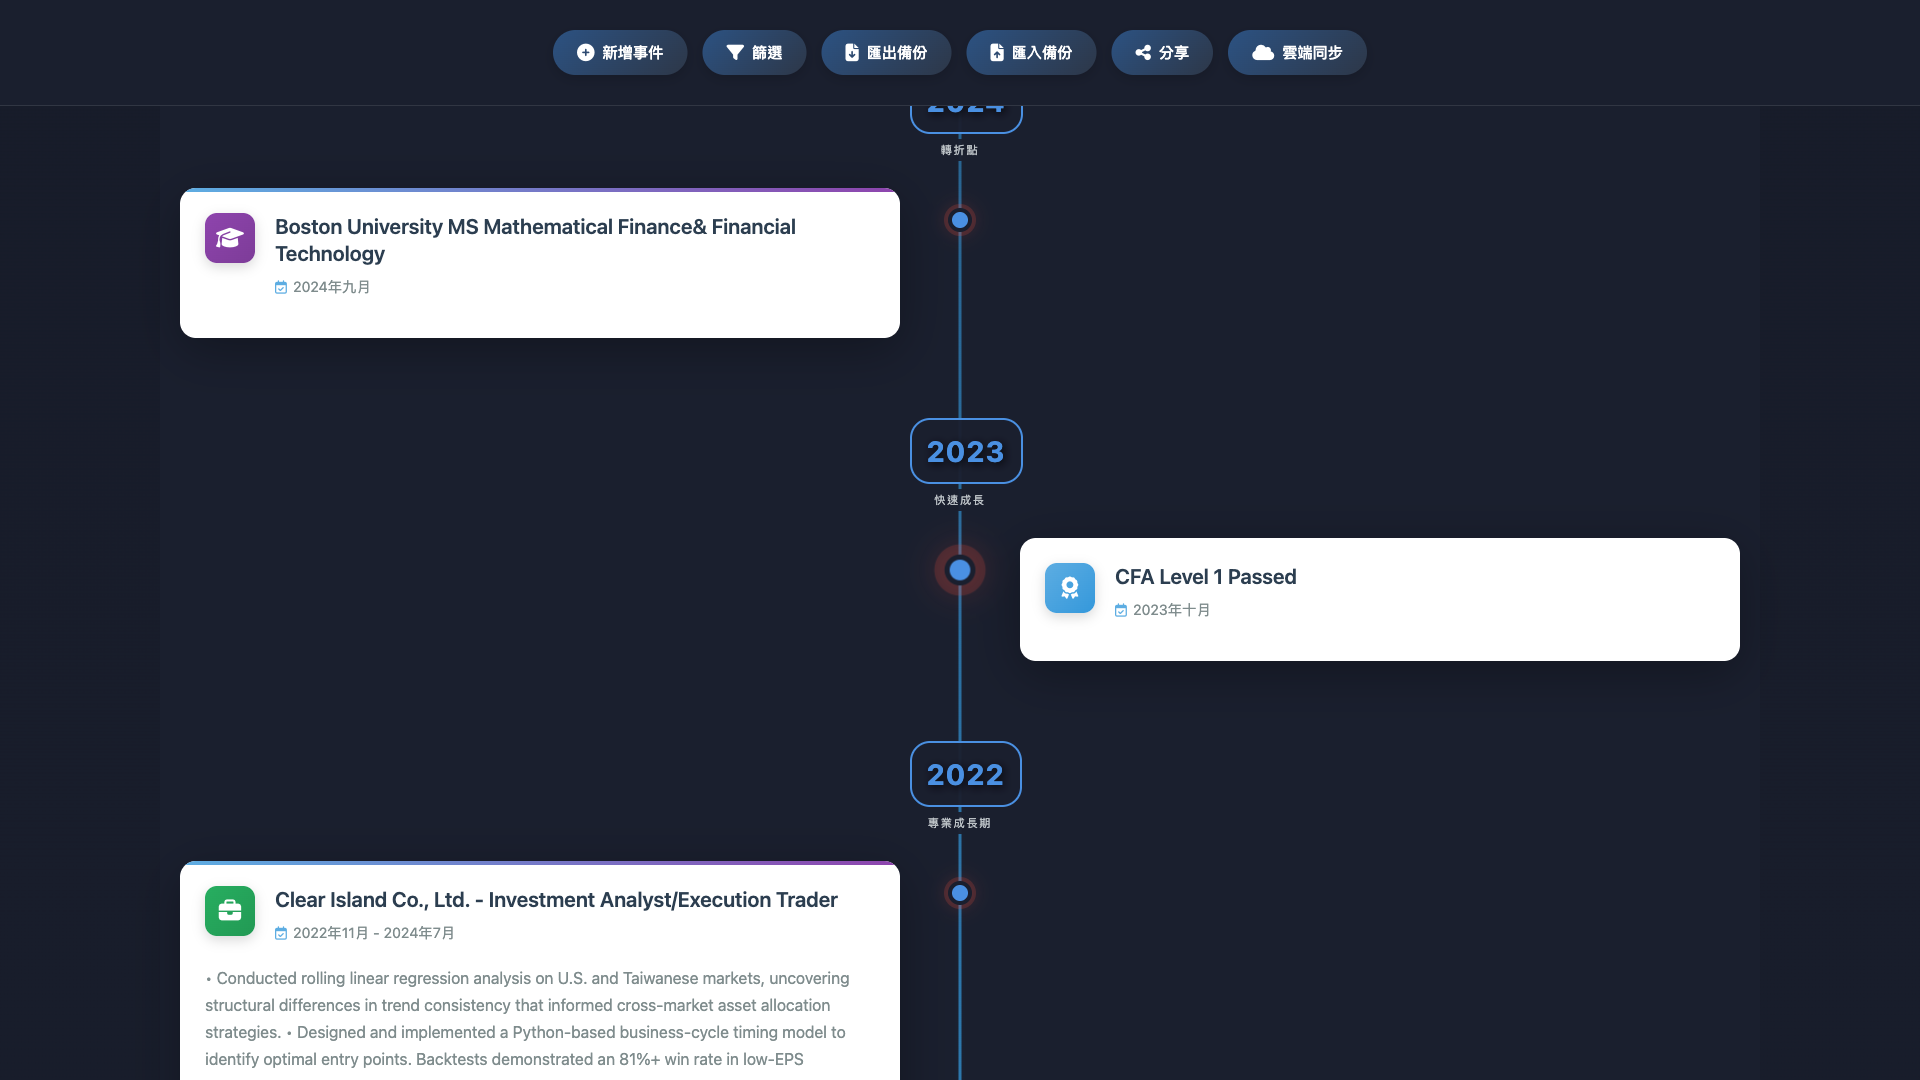 新增事件
篩選
匯出備份
匯入備份
分享
雲端同步
2024
轉折點
Boston University MS Mathematical Finance& Financial
Technology
2024年九月
2023
快速成長
CFA Level 1 Passed
2023年十月
2022
專業成長期
Clear Island Co., Ltd. - Investment Analyst/Execution Trader
2022年11月 - 2024年7月
• Conducted rolling linear regression analysis on U.S. and Taiwanese markets, uncovering
structural differences in trend consistency that informed cross-market asset allocation
strategies. • Designed and implemented a Python-based business-cycle timing model to
identify optimal entry points. Backtests demonstrated an 81%+ win rate in low-EPS